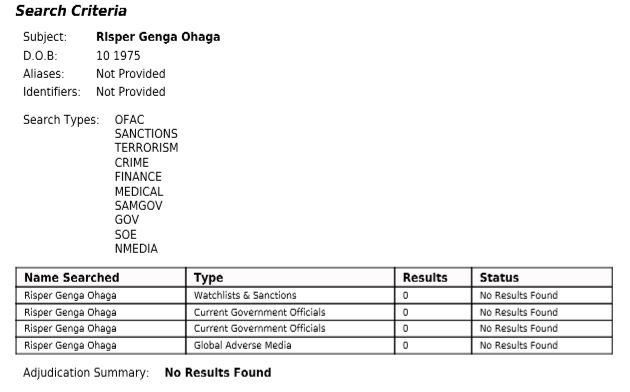 Search Criteria
Subject: Risper Genga Ohaga
D.O.B: 10 1975
Aliases: Not Provided
Identifiers: Not Provided
Search Types: OFAC
SANCTIONS
TERRORISM
CRIME
FINANCE
MEDICAL
SAMGOV
GOV
SOE
NMEDIA
Name Searched Type Results Status
Risper Genga Ohaga Watchlists & Sanctions 0 No Results Found
Risper Genga Ohaga Current Government Officials 0 No Results Found
Risper Genga Ohaga Current Government Officials 0 No Results Found
Risper Genga Ohaga Global Adverse Media 0 No Results Found
Adjudication Summary: No Results Found